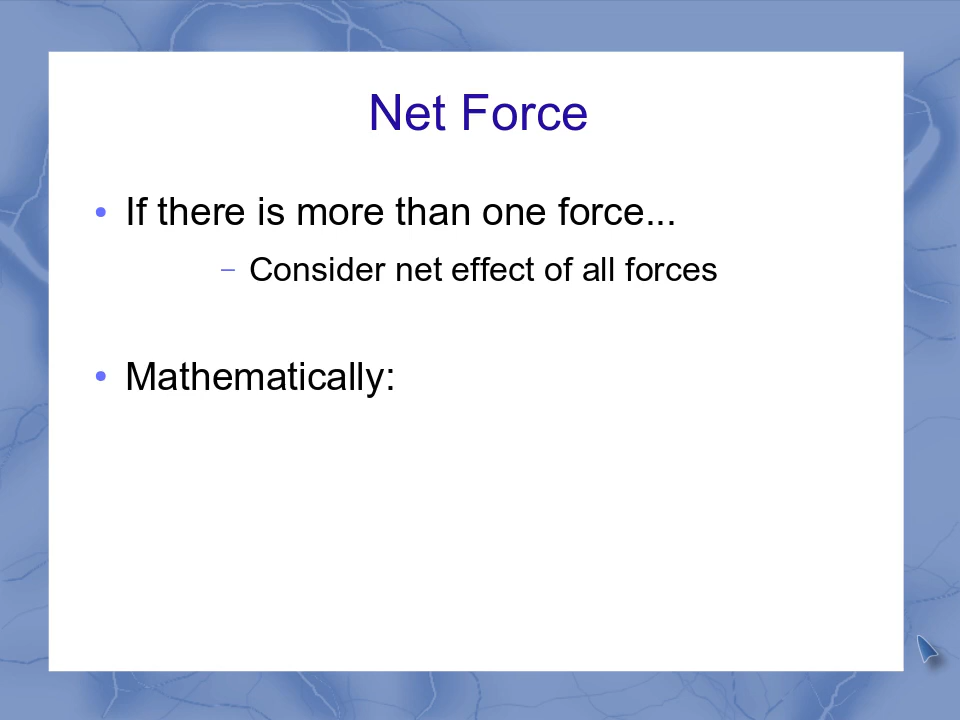 Net Force
• If there is more than one force...
– Consider net effect of all forces
• Mathematically: